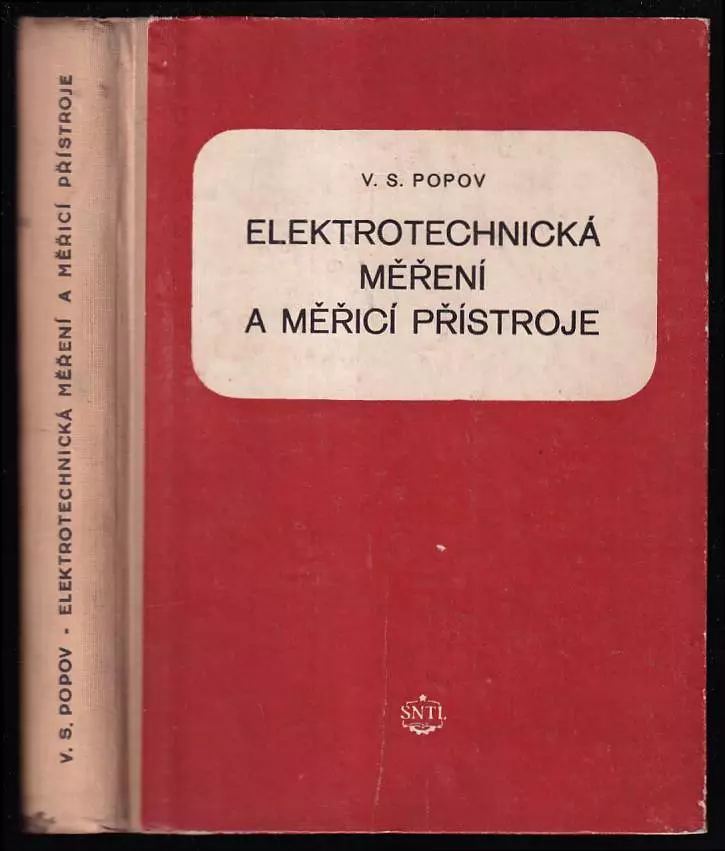 V. S. POPOV - ELEKTROTECHNICKÁ MĚŘENÍ A MĚŘICÍ PŘÍSTROJE
V. S. POPOV
ELEKTROTECHNICKÁ
MĚŘENÍ
A MĚŘICÍ PŘÍSTROJE
SNTL